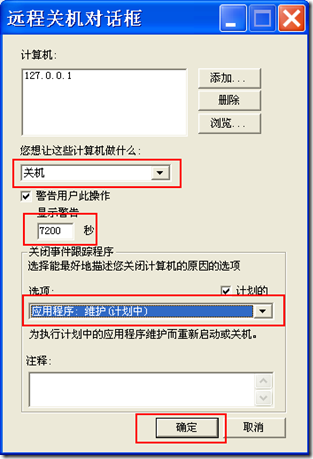 远程关机对话框
计算机:
127.0.0.1
添加...
删除
浏览...
您想让这些计算机做什么:
关机
警告用户此操作
显示警告
7200 秒
关闭事件跟踪程序
选择能最好地描述您关闭计算机的原因的选项
选项: 计划的
应用程序: 维护(计划中)
为执行计划中的应用程序维护而重新启动或关机。
注释:
确定 取消